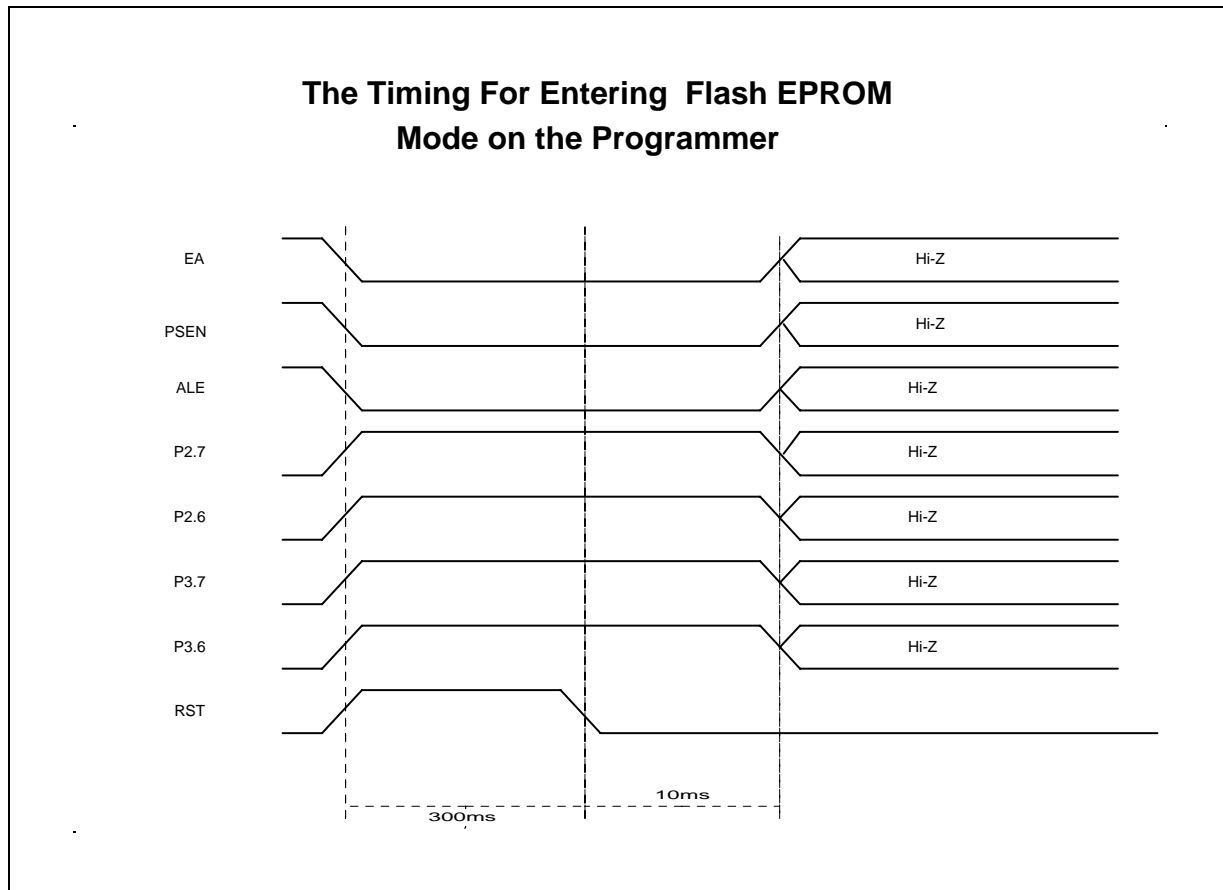 The Timing For Entering Flash EPROM
Mode on the Programmer
EA
Hi-Z
PSEN
Hi-Z
ALE
Hi-Z
P2.7
Hi-Z
P2.6
Hi-Z
P3.7
Hi-Z
P3.6
Hi-Z
RST
10ms
300ms